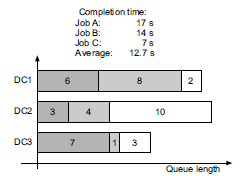 Completion time:
Job A: 17 s
Job B: 14 s
Job C: 7 s
Average: 12.7 s
DC1 6 8 2
DC2 3 4 10
DC3 7 1 3
Queue length